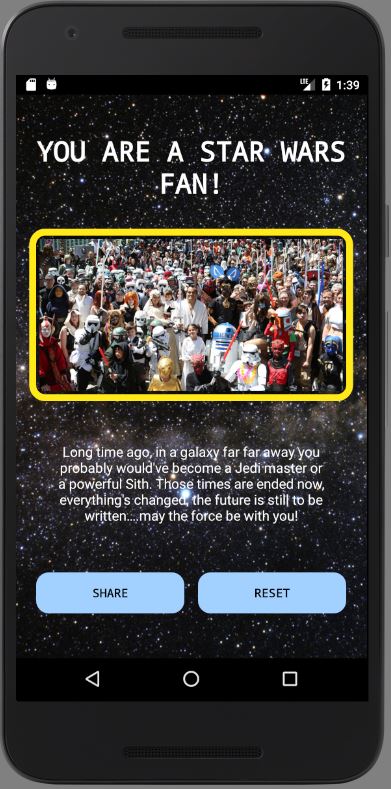 LTE 1:39
YOU ARE A STAR WARS
FAN!
Long time ago, in a galaxy far far away you
probably would've become a Jedi master or
a powerful Sith. Those times are ended now,
everything's changed, the future is still to be
written....may the force be with you!
SHARE RESET